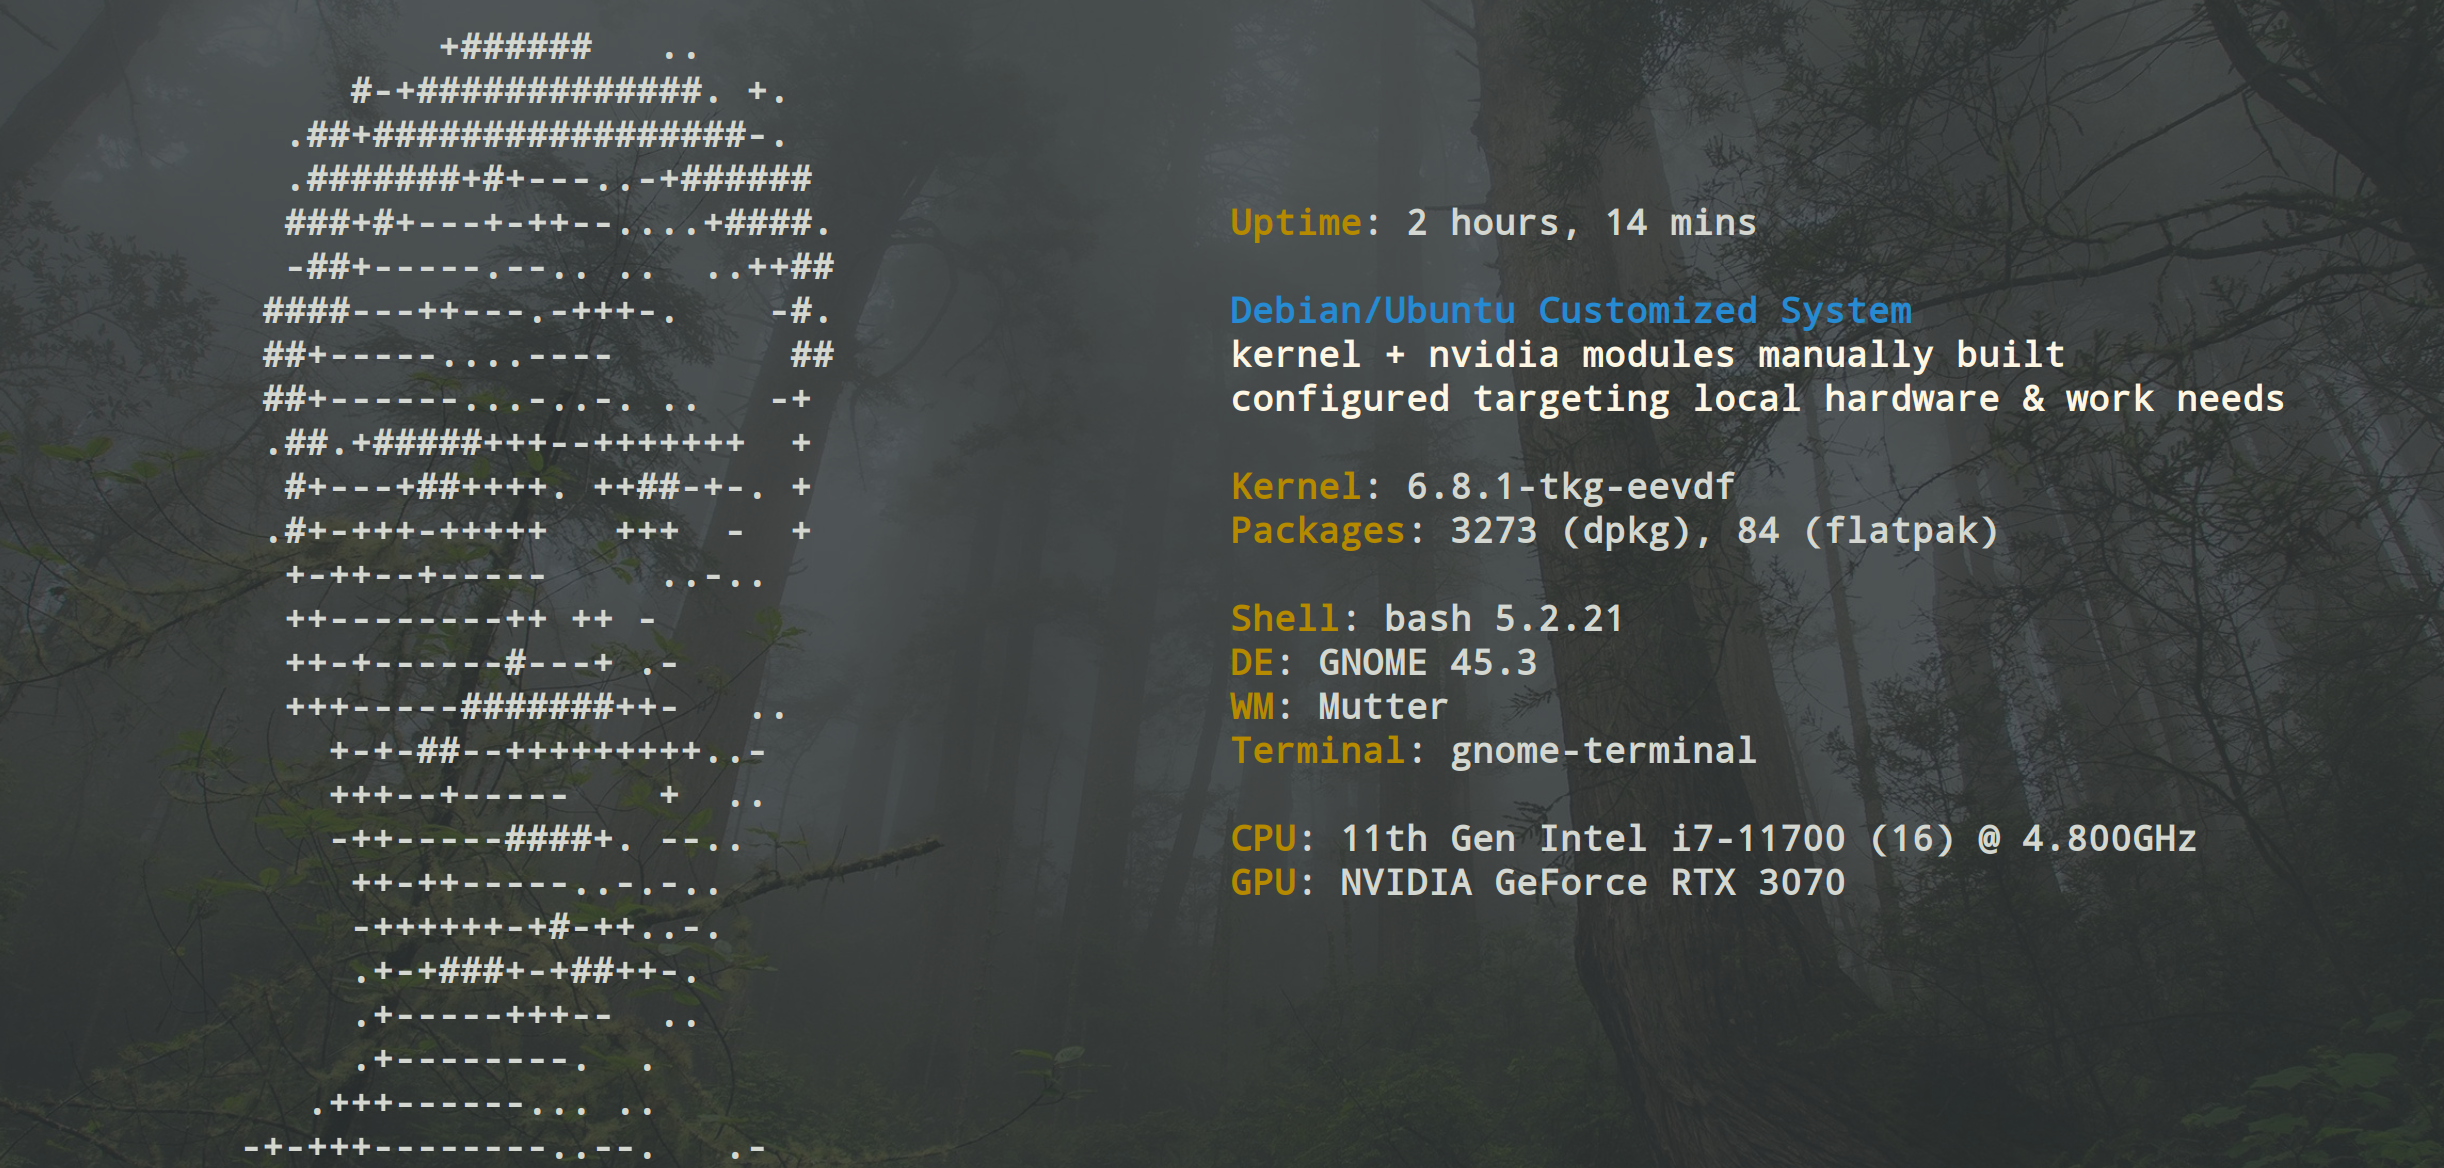 Uptime: 2 hours, 14 mins
Debian/Ubuntu Customized System
kernel + nvidia modules manually built
configured targeting local hardware & work needs
Kernel: 6.8.1-tkg-eevdf
Packages: 3273 (dpkg), 84 (flatpak)
Shell: bash 5.2.21
DE: GNOME 45.3
WM: Mutter
Terminal: gnome-terminal
CPU: 11th Gen Intel i7-11700 (16) @ 4.800GHz
GPU: NVIDIA GeForce RTX 3070